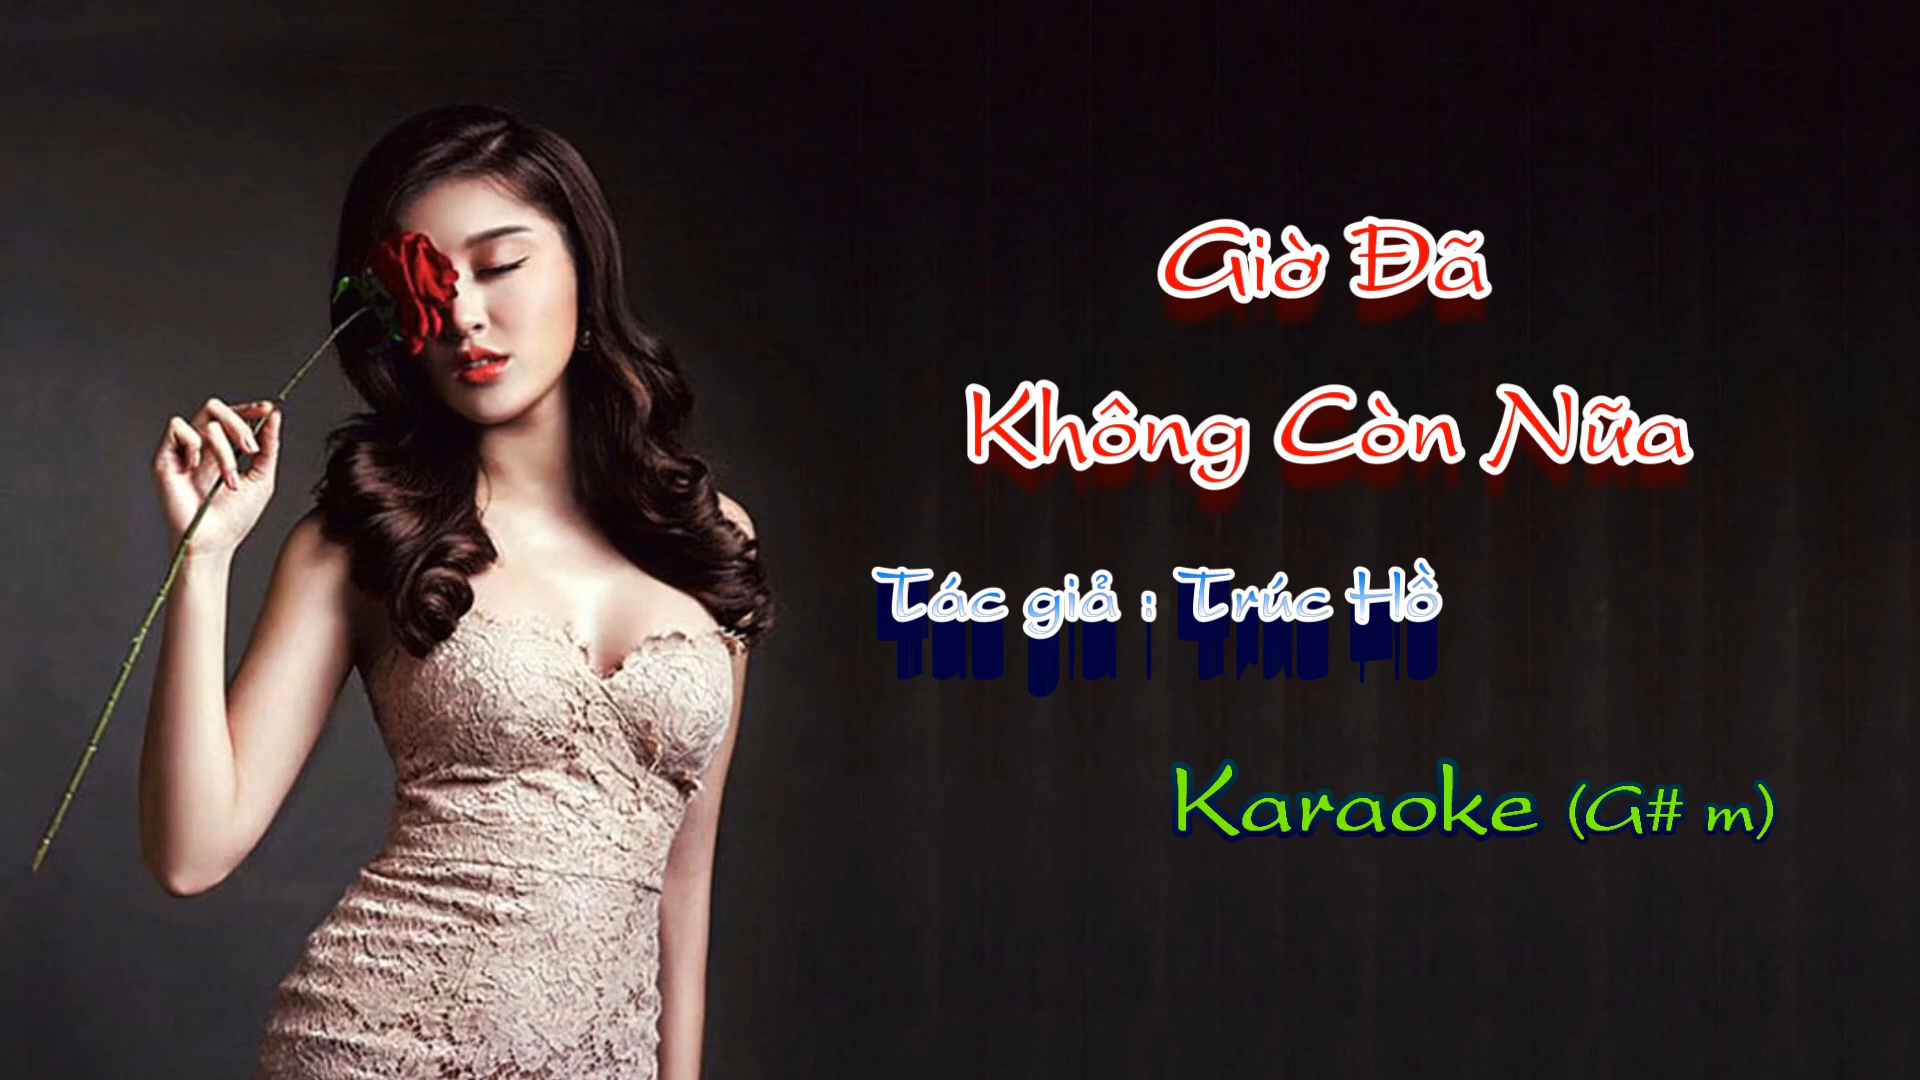 Giờ Đã
Không Còn Nữa
Tác giả : Trúc Hồ
Karaoke (G# m)